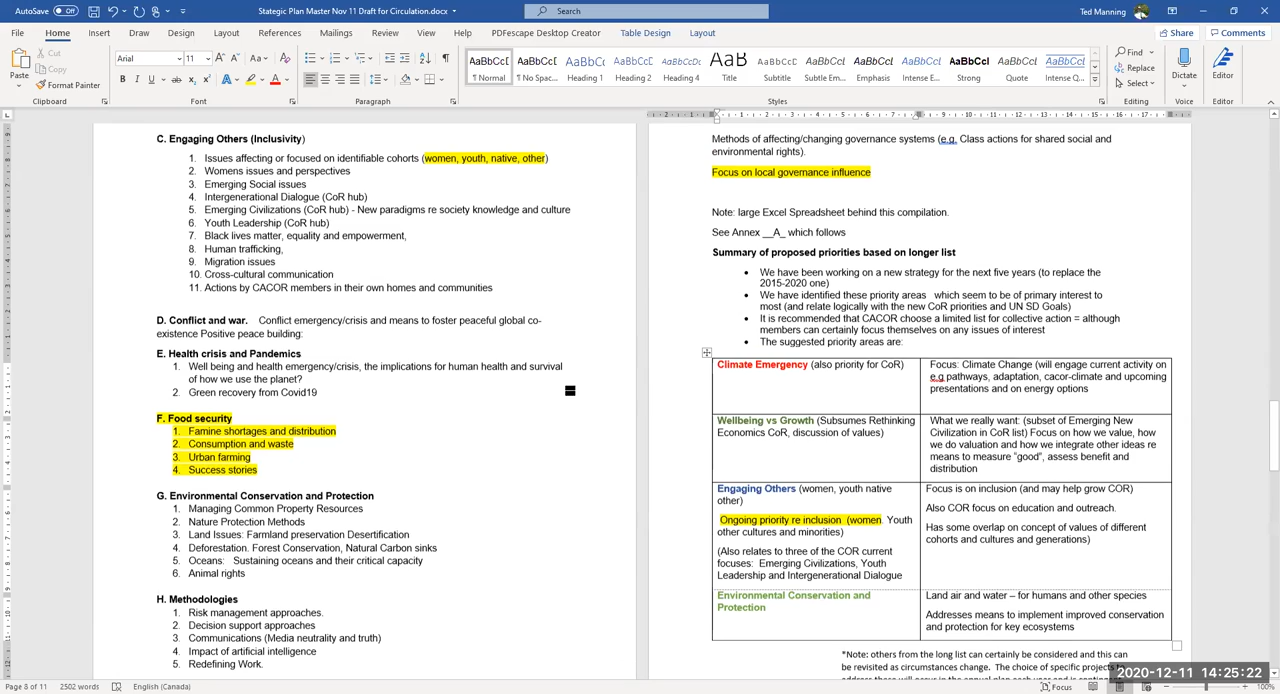 AutoSave Off Stategic Plan Master Nov 11 Draft for Circulation.docx Search Ted Manning
File Home Insert Draw Design Layout References Mailings Review View Help PDFescape Desktop Creator Table Design Layout Share Comments
Paste Cut Copy Format Painter
Arial 11
AaBbCcI AaBbCcI AaBbCc AaBbCcI AaBbCcDc AaB AaBbCcD AaBbCcI AaBbCcI AaBbCcI AaBbCcI AaBbCcI AaBbCcI
¶ Normal ¶ No Spac... Heading 1 Heading 2 Heading 4 Title Subtitle Subtle Em... Emphasis Intense E... Strong Quote Intense Q...
Find Replace Select
Dictate Editor
Clipboard Font Paragraph Styles Editing Voice Editor
C. Engaging Others (Inclusivity)
1. Issues affecting or focused on identifiable cohorts (women, youth, native, other)
2. Womens issues and perspectives
3. Emerging Social issues
4. Intergenerational Dialogue (CoR hub)
5. Emerging Civilizations (CoR hub) - New paradigms re society knowledge and culture
6. Youth Leadership (CoR hub)
7. Black lives matter, equality and empowerment,
8. Human trafficking,
9. Migration issues
10. Cross-cultural communication
11. Actions by CACOR members in their own homes and communities
D. Conflict and war. Conflict emergency/crisis and means to foster peaceful global co-
existence Positive peace building:
E. Health crisis and Pandemics
1. Well being and health emergency/crisis, the implications for human health and survival
of how we use the planet?
2. Green recovery from Covid19
F. Food security
1. Famine shortages and distribution
2. Consumption and waste
3. Urban farming
4. Success stories
G. Environmental Conservation and Protection
1. Managing Common Property Resources
2. Nature Protection Methods
3. Land Issues: Farmland preservation Desertification
4. Deforestation. Forest Conservation, Natural Carbon sinks
5. Oceans: Sustaining oceans and their critical capacity
6. Animal rights
H. Methodologies
1. Risk management approaches.
2. Decision support approaches
3. Communications (Media neutrality and truth)
4. Impact of artificial intelligence
5. Redefining Work.
Methods of affecting/changing governance systems (e.g. Class actions for shared social and
environmental rights).
Focus on local governance influence
Note: large Excel Spreadsheet behind this compilation.
See Annex __A_ which follows
Summary of proposed priorities based on longer list
• We have been working on a new strategy for the next five years (to replace the
2015-2020 one)
• We have identified these priority areas which seem to be of primary interest to
most (and relate logically with the new CoR priorities and UN SD Goals)
• It is recommended that CACOR choose a limited list for collective action = although
members can certainly focus themselves on any issues of interest
• The suggested priority areas are:
Climate Emergency (also priority for CoR)
Focus: Climate Change (will engage current activity on
e.g pathways, adaptation, cacor-climate and upcoming
presentations and on energy options
Wellbeing vs Growth (Subsumes Rethinking
Economics CoR, discussion of values)
What we really want: (subset of Emerging New
Civilization in CoR list) Focus on how we value, how
we do valuation and how we integrate other ideas re
means to measure "good", assess benefit and
distribution
Engaging Others (women, youth native
other)
Ongoing priority re inclusion (women. Youth
other cultures and minorities)
(Also relates to three of the COR current
focuses: Emerging Civilizations, Youth
Leadership and Intergenerational Dialogue
Focus is on inclusion (and may help grow COR)
Also COR focus on education and outreach.
Has some overlap on concept of values of different
cohorts and cultures and generations)
Environmental Conservation and
Protection
Land air and water – for humans and other species
Addresses means to implement improved conservation
and protection for key ecosystems
*Note: others from the long list can certainly be considered and this can
be revisited as circumstances change. The choice of specific projects to
2020-12-11 14:25:22
Page 8 of 11 2502 words English (Canada) Focus 100%